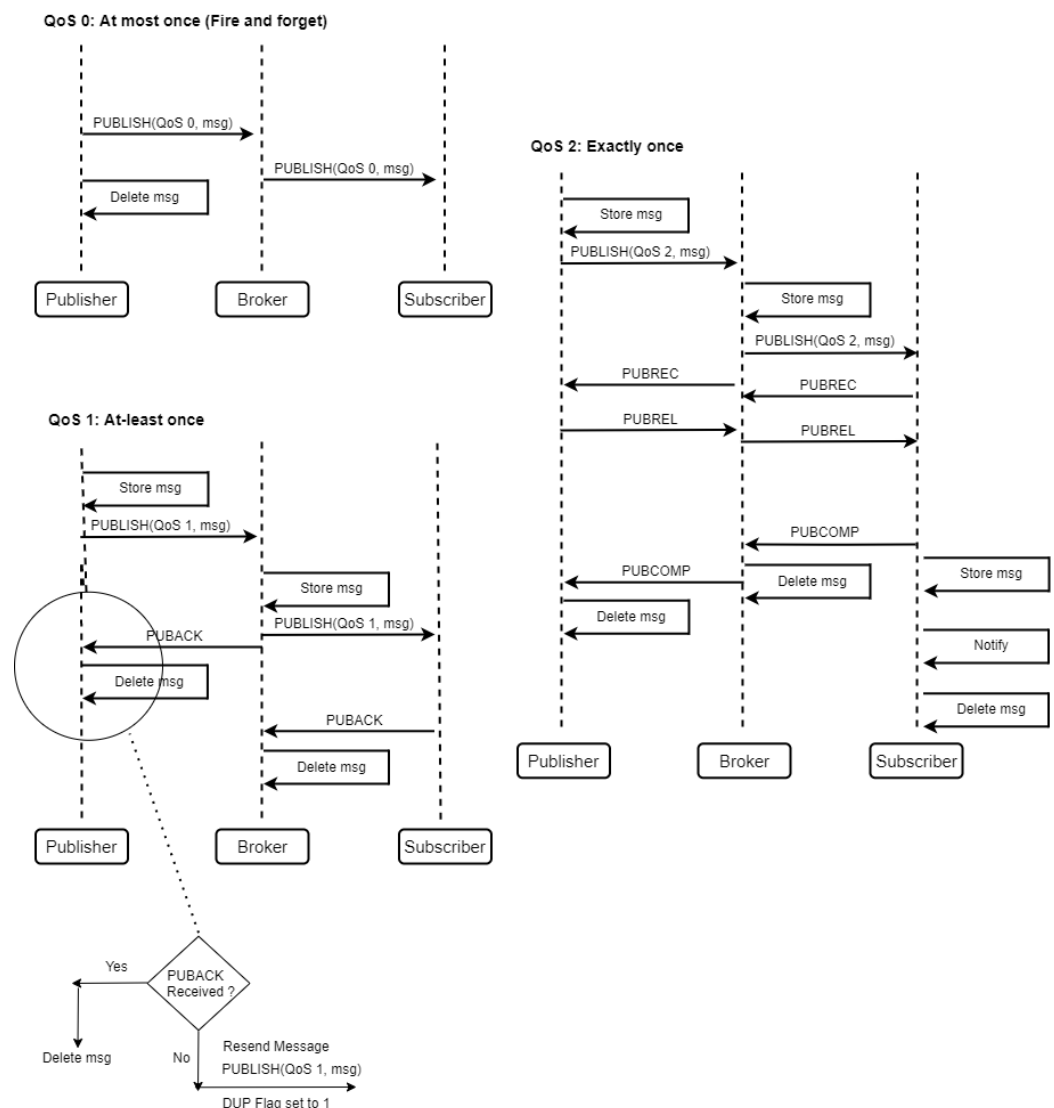 QoS 0: At most once (Fire and forget)
PUBLISH(QoS 0, msg)
PUBLISH(QoS 0, msg)
Delete msg
Publisher
Broker
Subscriber
QoS 1: At-least once
Store msg
PUBLISH(QoS 1, msg)
Store msg
PUBLISH(QoS 1, msg)
PUBACK
Delete msg
PUBACK
Delete msg
Publisher
Broker
Subscriber
Yes
PUBACK
Received ?
Delete msg
No
Resend Message
PUBLISH(QoS 1, msg)
DUP Flag set to 1
QoS 2: Exactly once
Store msg
PUBLISH(QoS 2, msg)
Store msg
PUBLISH(QoS 2, msg)
PUBREC
PUBREC
PUBREL
PUBREL
PUBCOMP
PUBCOMP
Delete msg
Store msg
Delete msg
Notify
Delete msg
Publisher
Broker
Subscriber